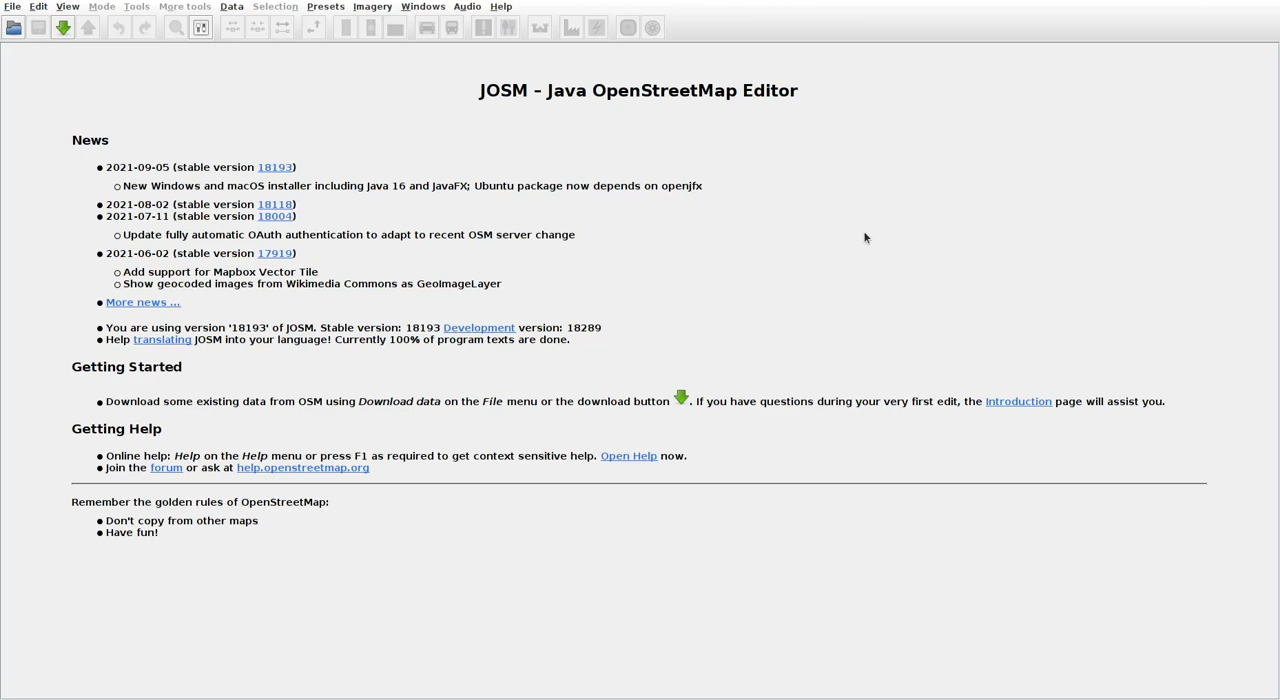 File Edit View Mode Tools More tools Data Selection Presets Imagery Windows Audio Help
JOSM – Java OpenStreetMap Editor
News
2021-09-05 (stable version 18193)
New Windows and macOS installer including Java 16 and JavaFX; Ubuntu package now depends on openjfx
2021-08-02 (stable version 18118)
2021-07-11 (stable version 18004)
Update fully automatic OAuth authentication to adapt to recent OSM server change
2021-06-02 (stable version 17919)
Add support for Mapbox Vector Tile
Show geocoded images from Wikimedia Commons as GeoImageLayer
More news ...
You are using version '18193' of JOSM. Stable version: 18193 Development version: 18289
Help translating JOSM into your language! Currently 100% of program texts are done.
Getting Started
Download some existing data from OSM using Download data on the File menu or the download button . If you have questions during your very first edit, the Introduction page will assist you.
Getting Help
Online help: Help on the Help menu or press F1 as required to get context sensitive help. Open Help now.
Join the forum or ask at help.openstreetmap.org
Remember the golden rules of OpenStreetMap:
Don't copy from other maps
Have fun!